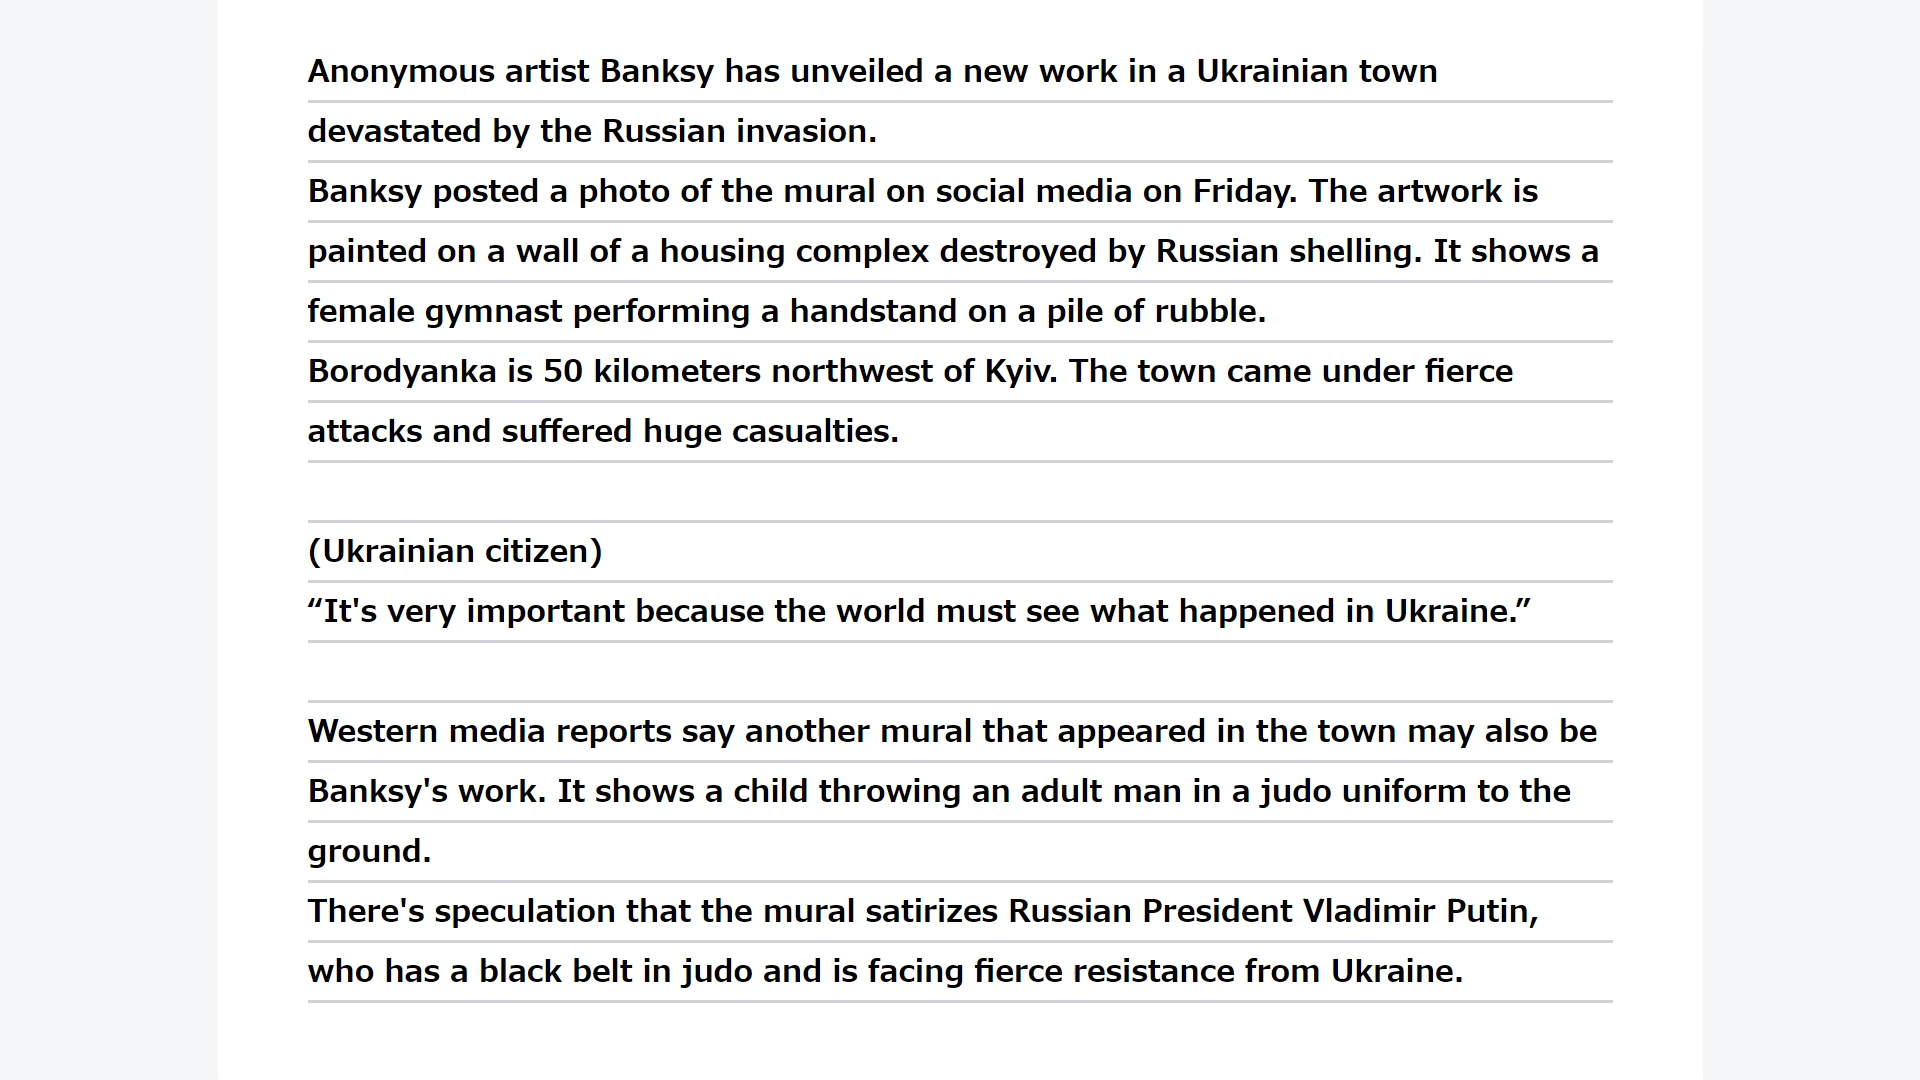 Anonymous artist Banksy has unveiled a new work in a Ukrainian town
devastated by the Russian invasion.
Banksy posted a photo of the mural on social media on Friday. The artwork is
painted on a wall of a housing complex destroyed by Russian shelling. It shows a
female gymnast performing a handstand on a pile of rubble.
Borodyanka is 50 kilometers northwest of Kyiv. The town came under fierce
attacks and suffered huge casualties.
(Ukrainian citizen)
“It's very important because the world must see what happened in Ukraine.”
Western media reports say another mural that appeared in the town may also be
Banksy's work. It shows a child throwing an adult man in a judo uniform to the
ground.
There's speculation that the mural satirizes Russian President Vladimir Putin,
who has a black belt in judo and is facing fierce resistance from Ukraine.